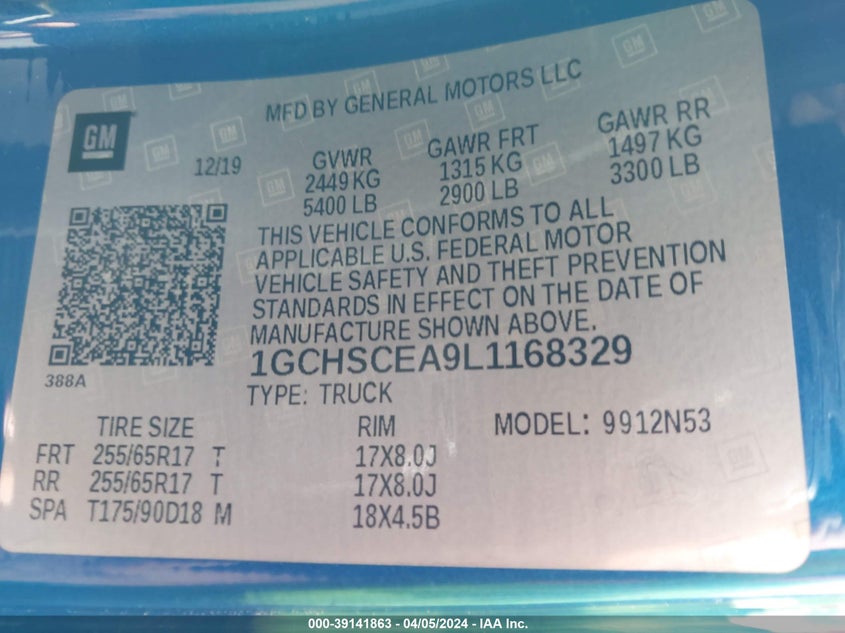 MFD BY GENERAL MOTORS LLC
GM
12/19
GVWR
2449 KG
5400 LB
GAWR FRT
1315 KG
2900 LB
GAWR RR
1497 KG
3300 LB
THIS VEHICLE CONFORMS TO ALL
APPLICABLE U.S. FEDERAL MOTOR
VEHICLE SAFETY AND THEFT PREVENTION
STANDARDS IN EFFECT ON THE DATE OF
MANUFACTURE SHOWN ABOVE.
1GCHSCEA9L1168329
388A
TYPE: TRUCK
TIRE SIZE RIM MODEL: 9912N53
FRT 255/65R17 T 17X8.0J
RR 255/65R17 T 17X8.0J
SPA T175/90D18 M 18X4.5B
000-39141863 - 04/05/2024 - IAA Inc.